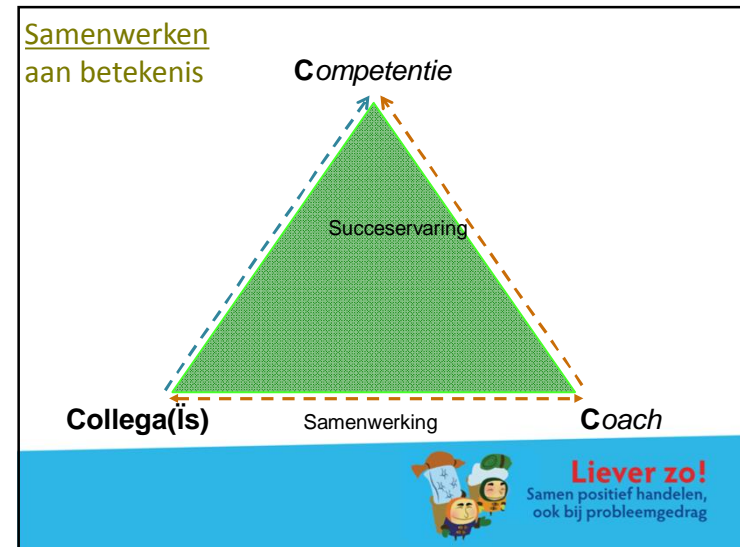 Samenwerken
aan betekenis
Competentie
Succeservaring
Collega(Ïs)
Samenwerking
Coach
Liever zo!
Samen positief handelen,
ook bij probleemgedrag